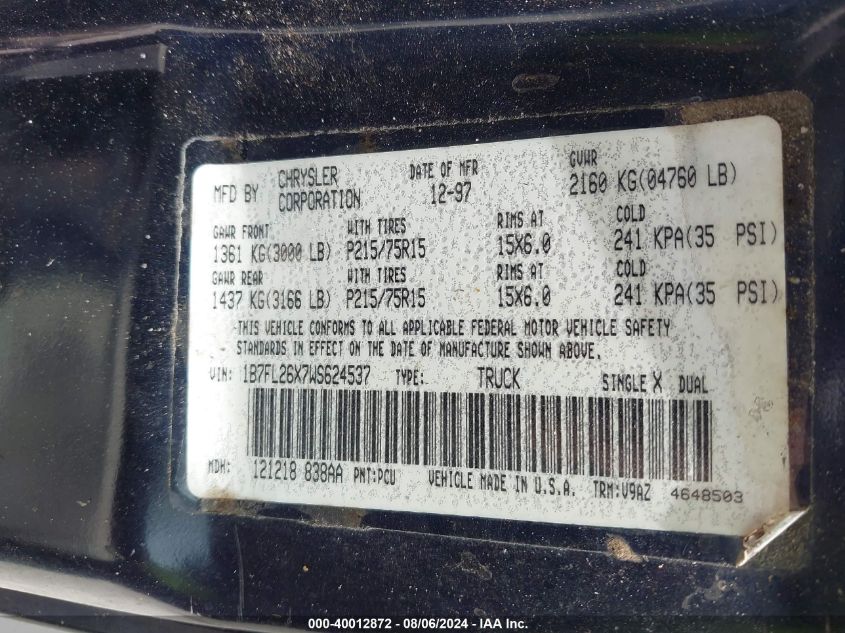 MFD BY CHRYSLER CORPORATION DATE OF MFR 12-97 GVWR 2160 KG(04760 LB)
GAWR FRONT WITH TIRES RIMS AT COLD
1361 KG(3000 LB) P215/75R15 15X6.0 241 KPA(35 PSI)
GAWR REAR WITH TIRES RIMS AT COLD
1437 KG(3166 LB) P215/75R15 15X6.0 241 KPA(35 PSI)
THIS VEHICLE CONFORMS TO ALL APPLICABLE FEDERAL MOTOR VEHICLE SAFETY
STANDARDS IN EFFECT ON THE DATE OF MANUFACTURE SHOWN ABOVE.
VIN: 1B7FL26X7WS624537 TYPE: TRUCK SINGLE X DUAL
MDH: 121218 838AA PNT:PCU VEHICLE MADE IN U.S.A. TRM:V9AZ 4648503
000-40012872 - 08/06/2024 - IAA Inc.